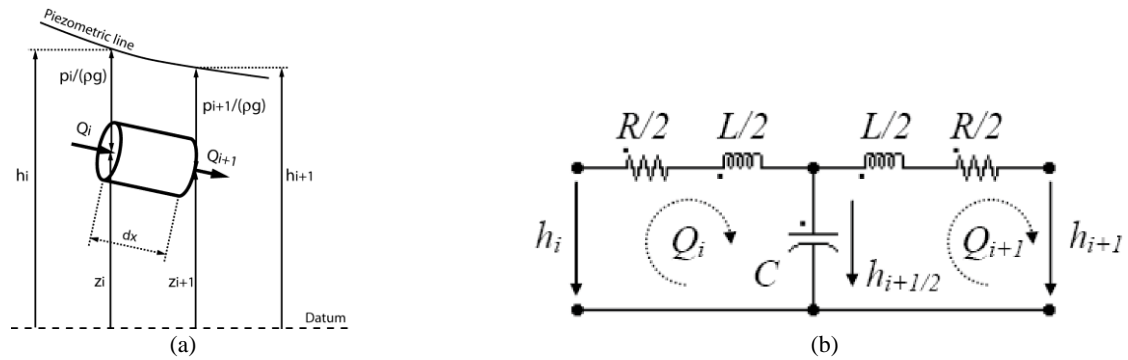 Piezometric line
pi/(ρg)
pi+1/(ρg)
Qi
Qi+1
hi
hi+1
dx
zi
zi+1
Datum
(a)
R/2 L/2 L/2 R/2
hi Qi C hi+1/2 Qi+1 hi+1
(b)